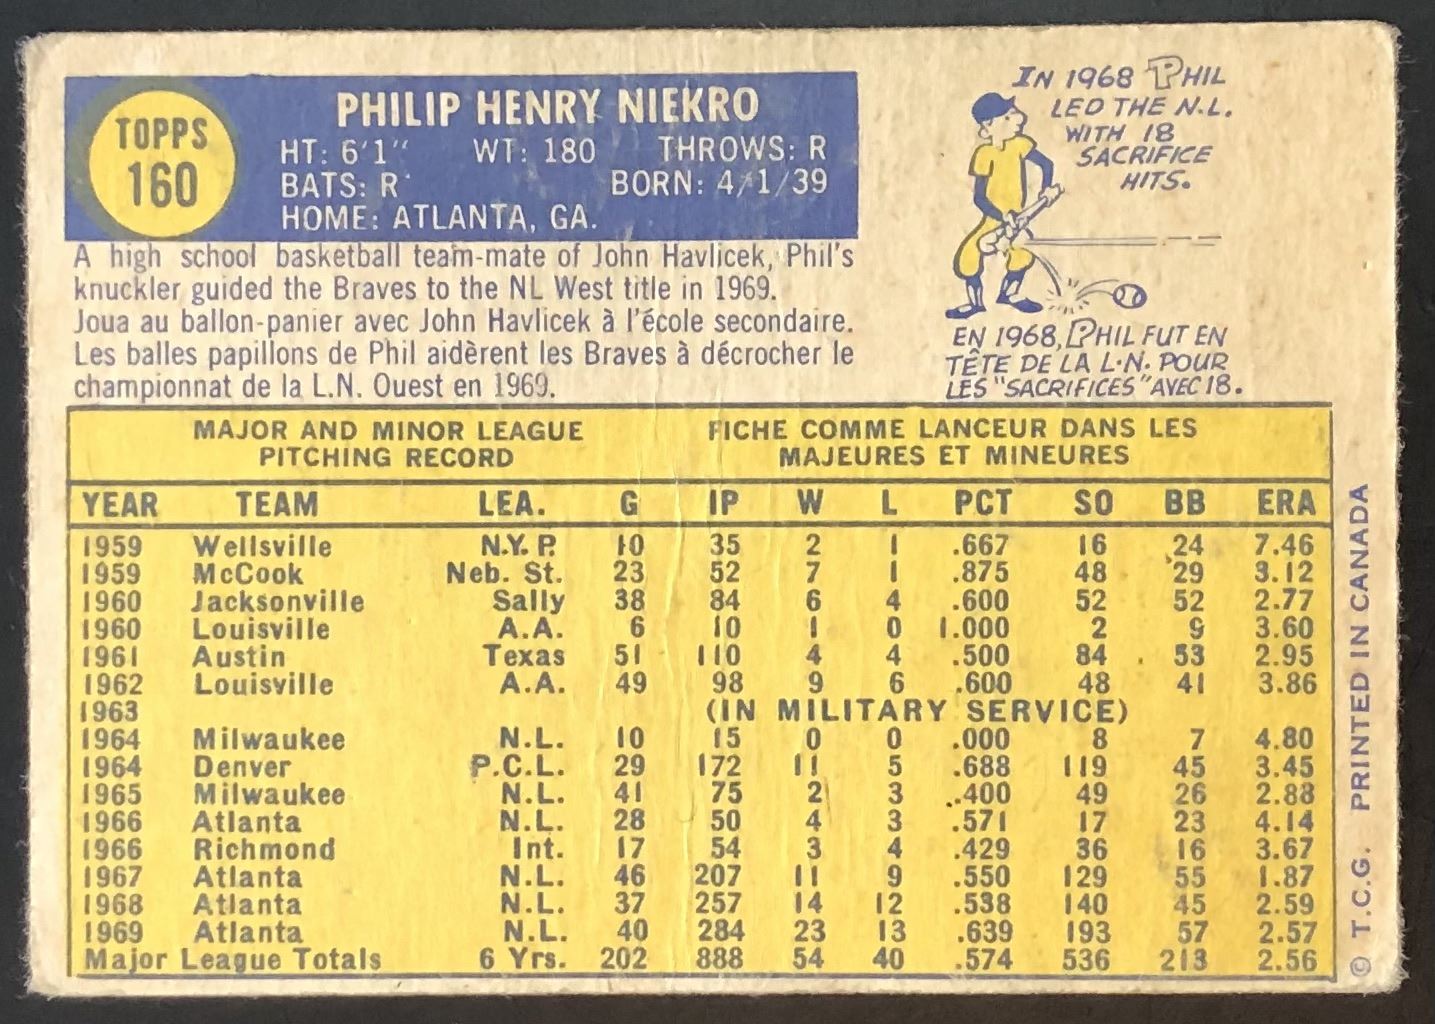 TOPPS
160
PHILIP HENRY NIEKRO
HT: 6'1" WT: 180 THROWS: R
BATS: R BORN: 4/1/39
HOME: ATLANTA, GA.
A high school basketball team-mate of John Havlicek, Phil's
knuckler guided the Braves to the NL West title in 1969.
Joua au ballon-panier avec John Havlicek à l'école secondaire.
Les balles papillons de Phil aidèrent les Braves à décrocher le
championnat de la L.N. Ouest en 1969.
IN 1968 PHIL
LED THE N.L.
WITH 18
SACRIFICE
HITS.
EN 1968, PHIL FUT EN
TÊTE DE LA L.N. POUR
LES "SACRIFICES" AVEC 18.
MAJOR AND MINOR LEAGUE
PITCHING RECORD
FICHE COMME LANCEUR DANS LES
MAJEURES ET MINEURES
YEAR TEAM LEA. G IP W L PCT SO BB ERA
1959 Wellsville N.Y.P. 10 35 2 1 .667 16 24 7.46
1959 McCook Neb. St. 23 52 7 1 .875 48 29 3.12
1960 Jacksonville Sally 38 84 6 4 .600 52 52 2.77
1960 Louisville A.A. 6 10 1 0 1.000 2 9 3.60
1961 Austin Texas 51 110 4 4 .500 84 53 2.95
1962 Louisville A.A. 49 98 9 6 .600 48 41 3.86
1963 (IN MILITARY SERVICE)
1964 Milwaukee N.L. 10 15 0 0 .000 8 7 4.80
1964 Denver P.C.L. 29 172 11 5 .688 119 45 3.45
1965 Milwaukee N.L. 41 75 2 3 .400 49 26 2.88
1966 Atlanta N.L. 28 50 4 3 .571 17 23 4.14
1966 Richmond Int. 17 54 3 4 .429 36 16 3.67
1967 Atlanta N.L. 46 207 11 9 .550 129 55 1.87
1968 Atlanta N.L. 37 257 14 12 .538 140 45 2.59
1969 Atlanta N.L. 40 284 23 13 .639 193 57 2.57
Major League Totals 6 Yrs. 202 888 54 40 .574 536 213 2.56
© T.C.G. PRINTED IN CANADA